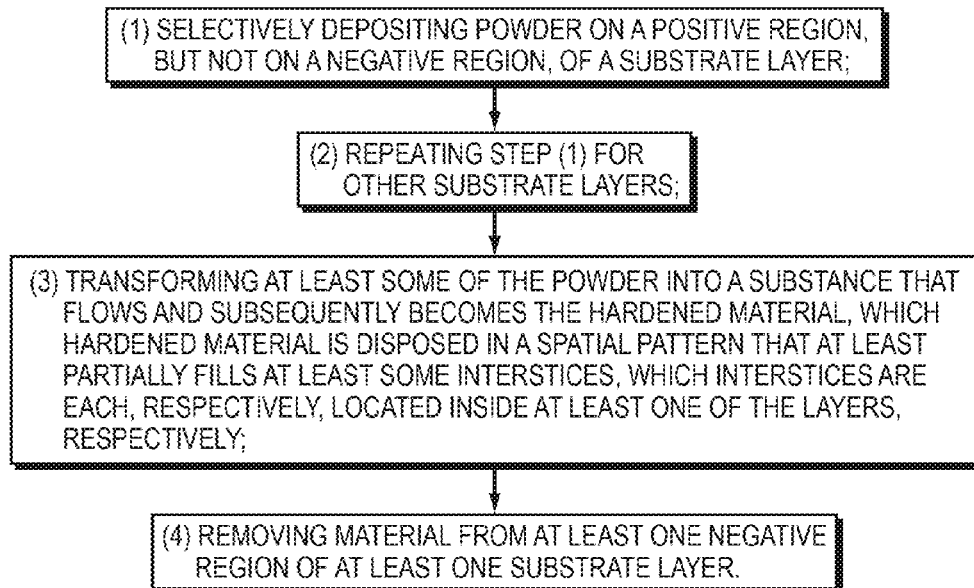 (1) SELECTIVELY DEPOSITING POWDER ON A POSITIVE REGION,
BUT NOT ON A NEGATIVE REGION, OF A SUBSTRATE LAYER;
(2) REPEATING STEP (1) FOR
OTHER SUBSTRATE LAYERS;
(3) TRANSFORMING AT LEAST SOME OF THE POWDER INTO A SUBSTANCE THAT
FLOWS AND SUBSEQUENTLY BECOMES THE HARDENED MATERIAL, WHICH
HARDENED MATERIAL IS DISPOSED IN A SPATIAL PATTERN THAT AT LEAST
PARTIALLY FILLS AT LEAST SOME INTERSTICES, WHICH INTERSTICES ARE
EACH, RESPECTIVELY, LOCATED INSIDE AT LEAST ONE OF THE LAYERS,
RESPECTIVELY;
(4) REMOVING MATERIAL FROM AT LEAST ONE NEGATIVE
REGION OF AT LEAST ONE SUBSTRATE LAYER.